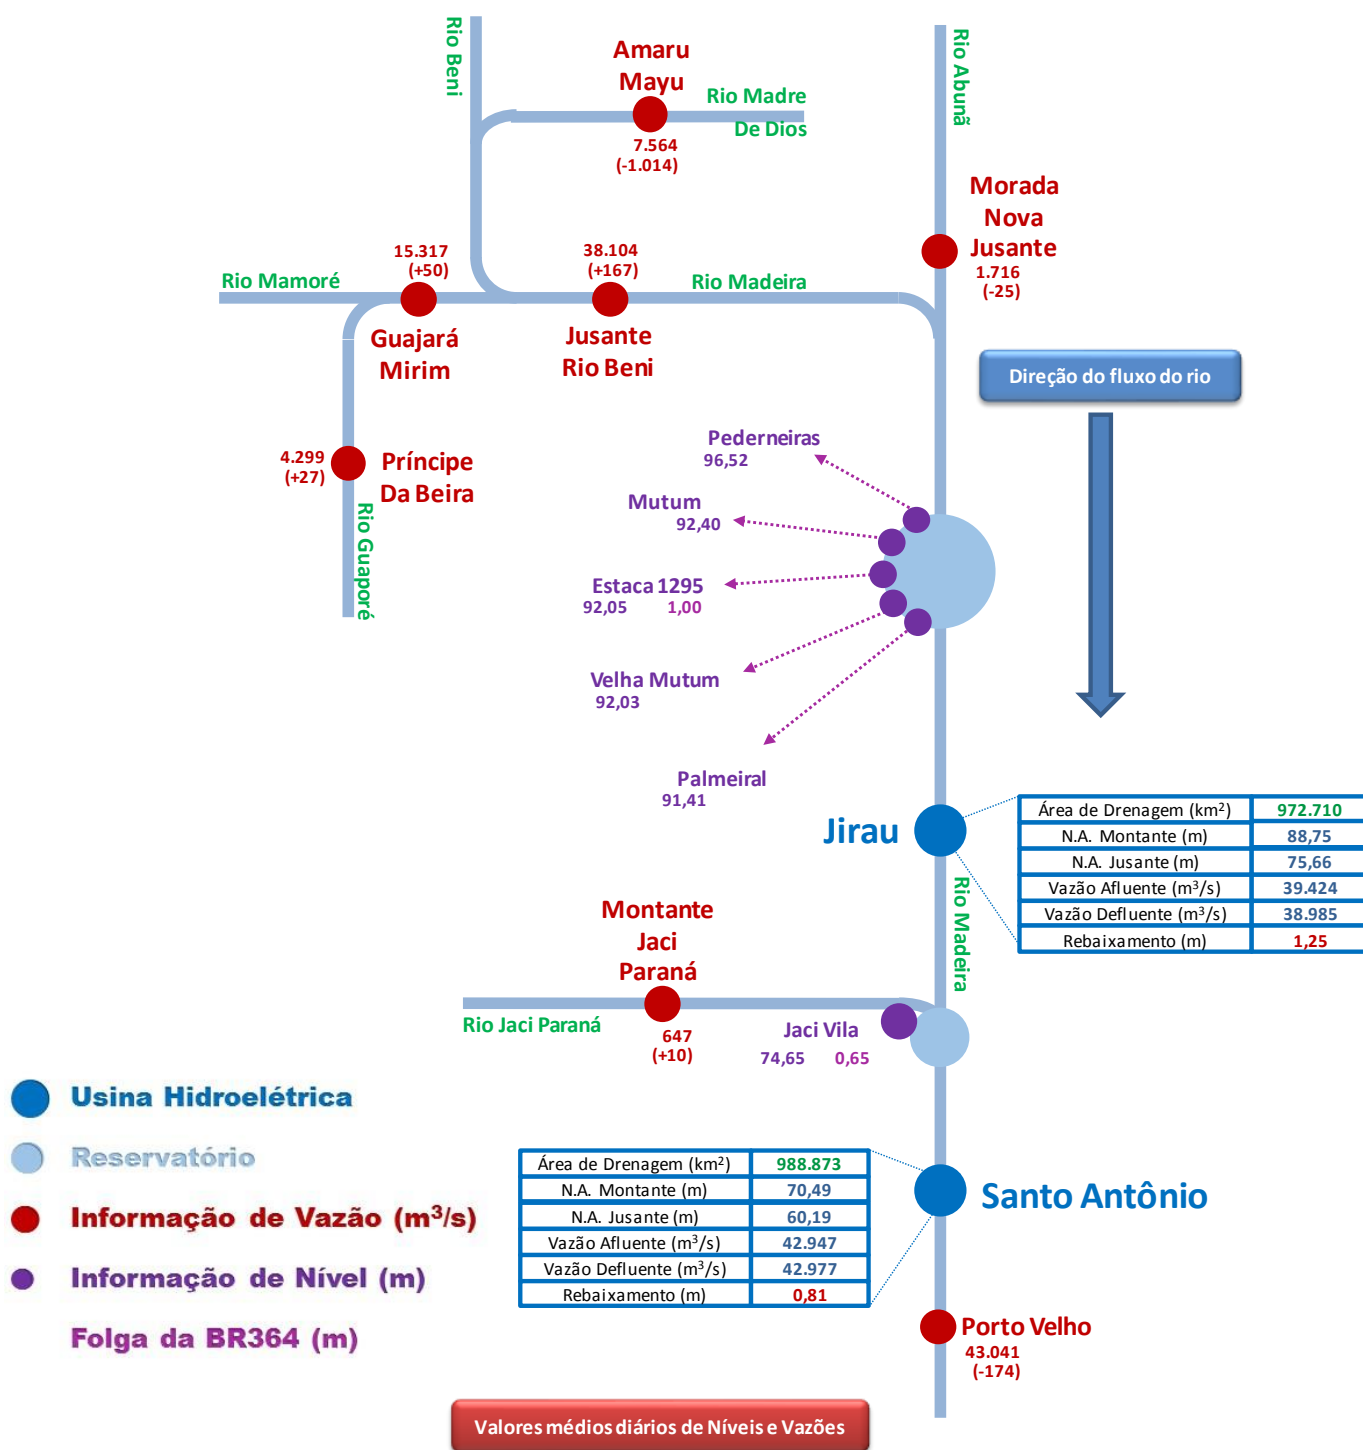 Rio Beni
Amaru
Mayu
Rio Madre
De Dios
7.564
(-1.014)
Rio Abunã
Morada
Nova
Jusante
1.716
(-25)
15.317
(+50)
38.104
(+167)
Rio Mamoré
Rio Madeira
Guajará
Mirim
Jusante
Rio Beni
Direção do fluxo do rio
4.299
(+27)
Príncipe
Da Beira
Rio Guaporé
Pederneiras
96,52
Mutum
92,40
Estaca 1295
92,05 1,00
Velha Mutum
92,03
Palmeiral
91,41
Jirau
Área de Drenagem (km²) 972.710
N.A. Montante (m) 88,75
N.A. Jusante (m) 75,66
Vazão Afluente (m³/s) 39.424
Vazão Defluente (m³/s) 38.985
Rebaixamento (m) 1,25
Rio Madeira
Montante
Jaci
Paraná
Rio Jaci Paraná
647
(+10)
Jaci Vila
74,65 0,65
Usina Hidroelétrica
Reservatório
Informação de Vazão (m³/s)
Informação de Nível (m)
Folga da BR364 (m)
Área de Drenagem (km²) 988.873
N.A. Montante (m) 70,49
N.A. Jusante (m) 60,19
Vazão Afluente (m³/s) 42.947
Vazão Defluente (m³/s) 42.977
Rebaixamento (m) 0,81
Santo Antônio
Porto Velho
43.041
(-174)
Valores médios diários de Níveis e Vazões